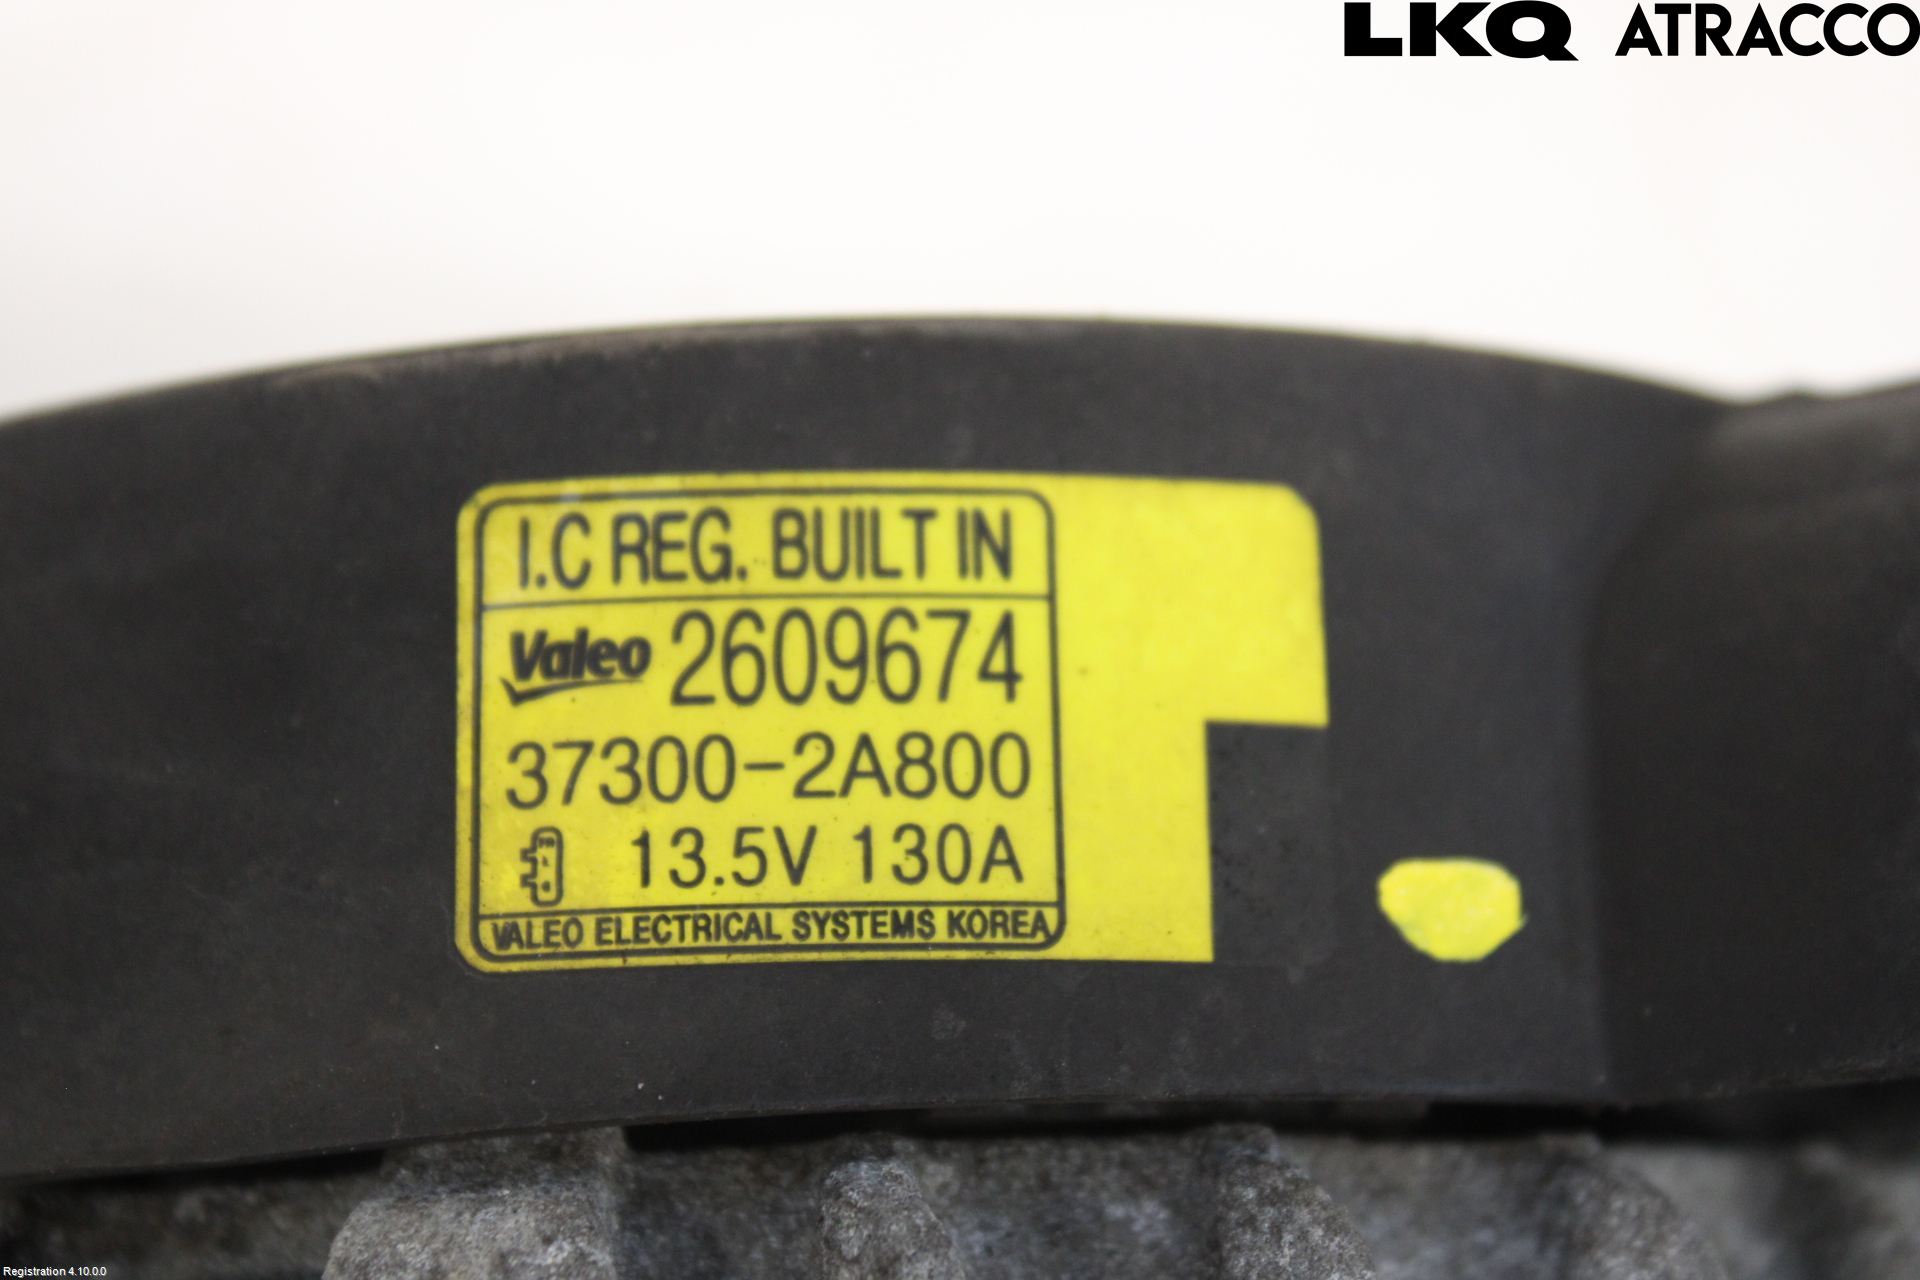 LKQ ATRACCO
I.C REG. BUILT IN
Valeo 2609674
37300-2A800
13.5V 130A
VALEO ELECTRICAL SYSTEMS KOREA
Registration 4.10.0.0